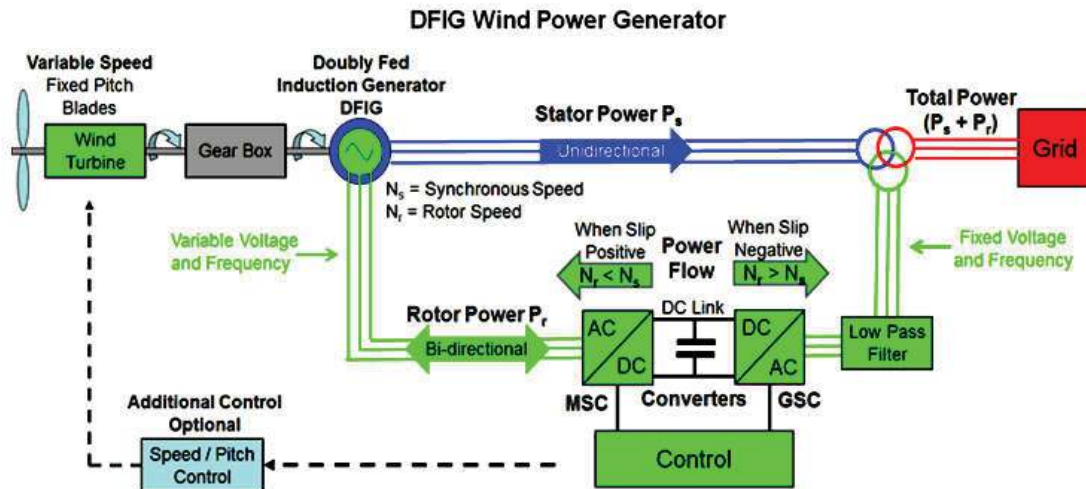 DFIG Wind Power Generator
Variable Speed
Fixed Pitch
Blades
Wind
Turbine
Gear Box
Doubly Fed
Induction Generator
DFIG
Stator Power Ps
Unidirectional
Total Power
(Ps + Pr)
Grid
Ns = Synchronous Speed
Nr = Rotor Speed
Variable Voltage
and Frequency
When Slip
Positive
Nr < Ns
Power
Flow
When Slip
Negative
Nr > Ns
Fixed Voltage
and Frequency
Rotor Power Pr
Bi-directional
AC
DC
DC Link
DC
AC
Low Pass
Filter
MSC
Converters
GSC
Control
Additional Control
Optional
Speed / Pitch
Control